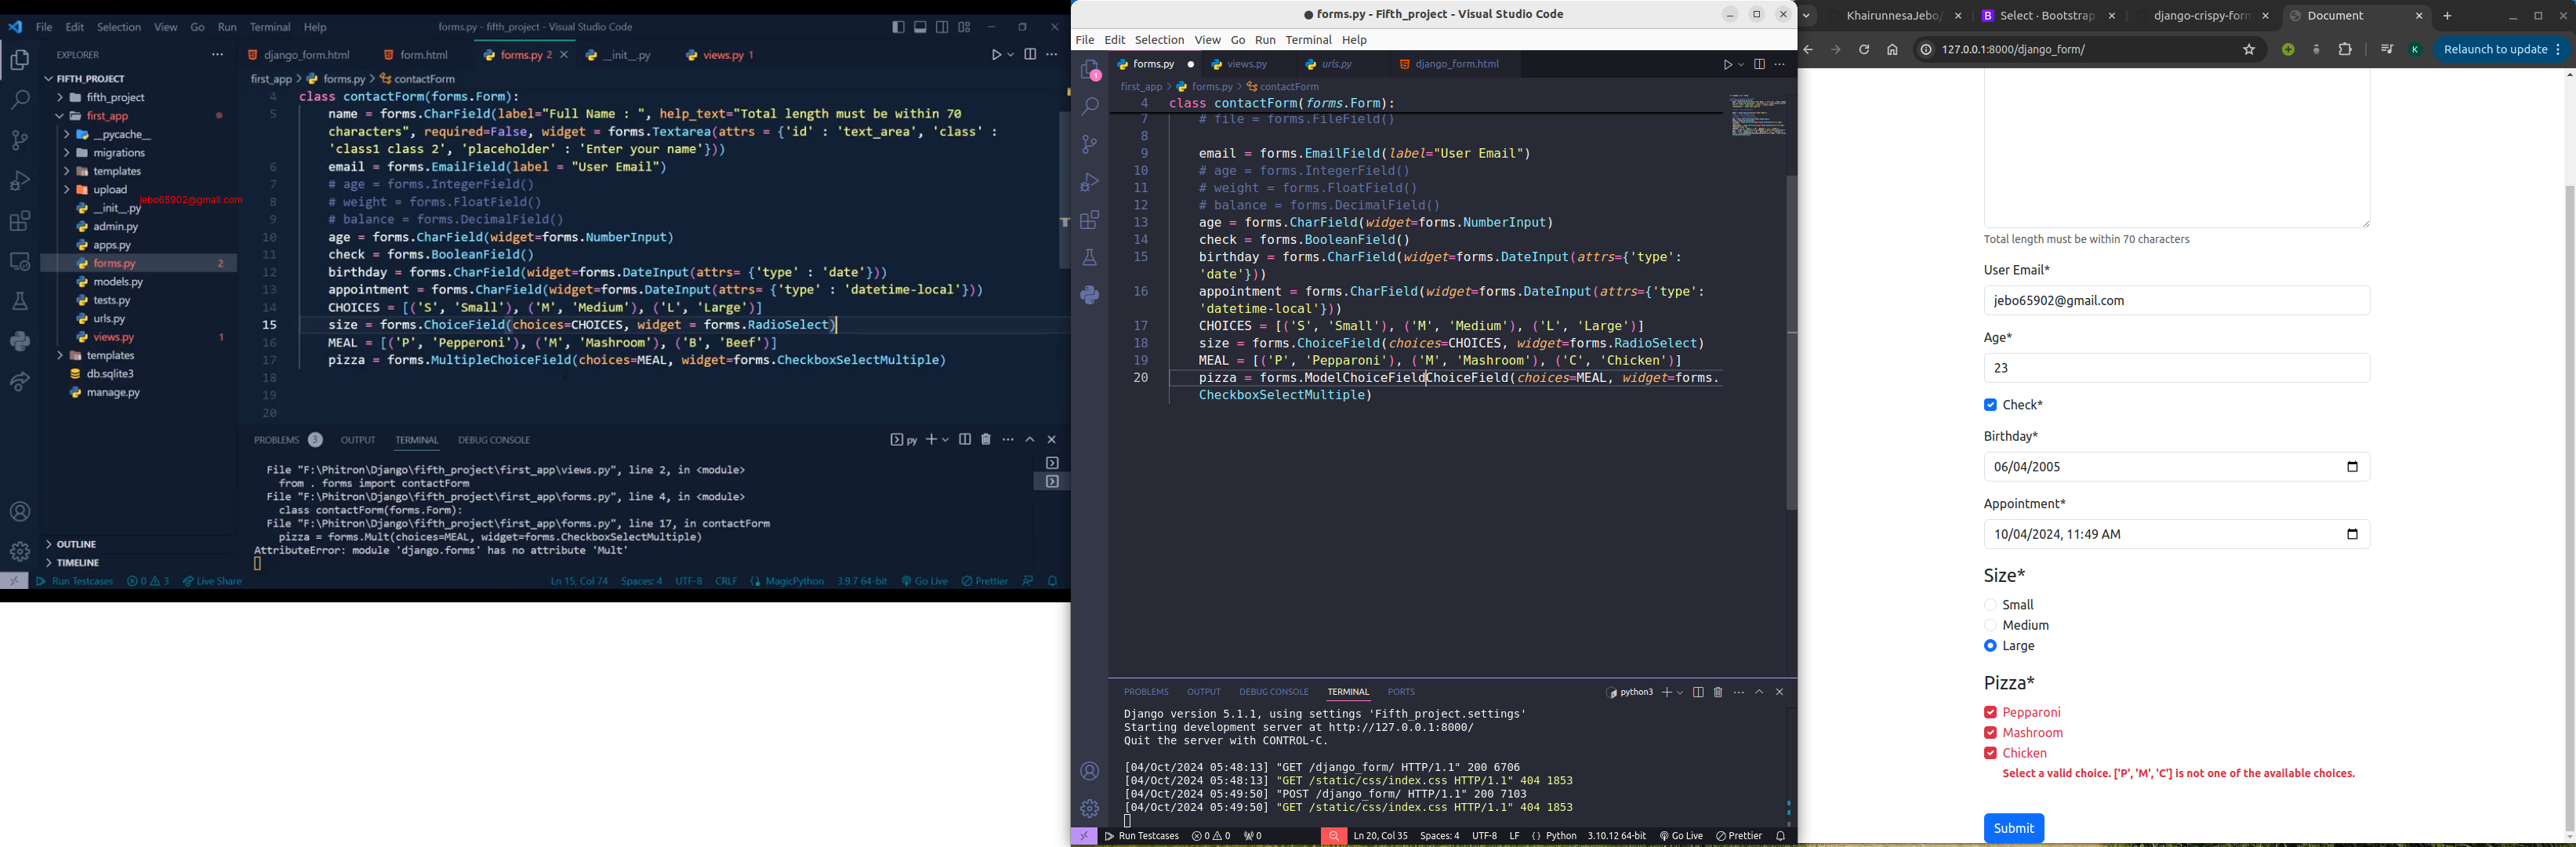 File Edit Selection View Go Run Terminal Help
forms.py - fifth_project - Visual Studio Code
EXPLORER
FIFTH_PROJECT
fifth_project
first_app
__pycache__
migrations
templates
upload
jebo65902@gmail.com
__init__.py
admin.py
apps.py
forms.py 2
models.py
tests.py
urls.py
views.py 1
templates
db.sqlite3
manage.py
OUTLINE
TIMELINE
django_form.html form.html forms.py 2 __init__.py views.py 1
first_app > forms.py > contactForm
4 class contactForm(forms.Form):
5 name = forms.CharField(label="Full Name : ", help_text="Total length must be within 70
characters", required=False, widget = forms.Textarea(attrs = {'id' : 'text_area', 'class' :
'class1 class 2', 'placeholder' : 'Enter your name'}))
6 email = forms.EmailField(label = "User Email")
7 # age = forms.IntegerField()
8 # weight = forms.FloatField()
9 # balance = forms.DecimalField()
10 age = forms.CharField(widget=forms.NumberInput)
11 check = forms.BooleanField()
12 birthday = forms.CharField(widget=forms.DateInput(attrs= {'type' : 'date'}))
13 appointment = forms.CharField(widget=forms.DateInput(attrs= {'type' : 'datetime-local'}))
14 CHOICES = [('S', 'Small'), ('M', 'Medium'), ('L', 'Large')]
15 size = forms.ChoiceField(choices=CHOICES, widget = forms.RadioSelect)
16 MEAL = [('P', 'Pepperoni'), ('M', 'Mashroom'), ('B', 'Beef')]
17 pizza = forms.MultipleChoiceField(choices=MEAL, widget=forms.CheckboxSelectMultiple)
18
19
20
PROBLEMS 3 OUTPUT TERMINAL DEBUG CONSOLE
py
File "F:\Phitron\Django\fifth_project\first_app\views.py", line 2, in <module>
from . forms import contactForm
File "F:\Phitron\Django\fifth_project\first_app\forms.py", line 4, in <module>
class contactForm(forms.Form):
File "F:\Phitron\Django\fifth_project\first_app\forms.py", line 17, in contactForm
pizza = forms.Mult(choices=MEAL, widget=forms.CheckboxSelectMultiple)
AttributeError: module 'django.forms' has no attribute 'Mult'
Run Testcases 0 3 Live Share
Ln 15, Col 74 Spaces: 4 UTF-8 CRLF MagicPython 3.9.7 64-bit Go Live Prettier
● forms.py - Fifth_project - Visual Studio Code
File Edit Selection View Go Run Terminal Help
1
forms.py views.py urls.py django_form.html
first_app > forms.py > contactForm
4 class contactForm(forms.Form):
7 # file = forms.FileField()
8
9 email = forms.EmailField(label="User Email")
10 # age = forms.IntegerField()
11 # weight = forms.FloatField()
12 # balance = forms.DecimalField()
13 age = forms.CharField(widget=forms.NumberInput)
14 check = forms.BooleanField()
15 birthday = forms.CharField(widget=forms.DateInput(attrs={'type':
'date'}))
16 appointment = forms.CharField(widget=forms.DateInput(attrs={'type':
'datetime-local'}))
17 CHOICES = [('S', 'Small'), ('M', 'Medium'), ('L', 'Large')]
18 size = forms.ChoiceField(choices=CHOICES, widget=forms.RadioSelect)
19 MEAL = [('P', 'Pepparoni'), ('M', 'Mashroom'), ('C', 'Chicken')]
20 pizza = forms.ModelChoiceFieldChoiceField(choices=MEAL, widget=forms.
CheckboxSelectMultiple)
PROBLEMS OUTPUT DEBUG CONSOLE TERMINAL PORTS
python3
Django version 5.1.1, using settings 'Fifth_project.settings'
Starting development server at http://127.0.0.1:8000/
Quit the server with CONTROL-C.
[04/Oct/2024 05:48:13] "GET /django_form/ HTTP/1.1" 200 6706
[04/Oct/2024 05:48:13] "GET /static/css/index.css HTTP/1.1" 404 1853
[04/Oct/2024 05:49:50] "POST /django_form/ HTTP/1.1" 200 7103
[04/Oct/2024 05:49:50] "GET /static/css/index.css HTTP/1.1" 404 1853
Run Testcases 0 0 0
Ln 20, Col 35 Spaces: 4 UTF-8 LF {} Python 3.10.12 64-bit Go Live Prettier
KhairunnesaJebo/ Select · Bootstrap django-crispy-form Document
127.0.0.1:8000/django_form/
K
Relaunch to update
Total length must be within 70 characters
User Email*
jebo65902@gmail.com
Age*
23
Check*
Birthday*
06/04/2005
Appointment*
10/04/2024, 11:49 AM
Size*
Small
Medium
Large
Pizza*
Pepparoni
Mashroom
Chicken
Select a valid choice. ['P', 'M', 'C'] is not one of the available choices.
Submit